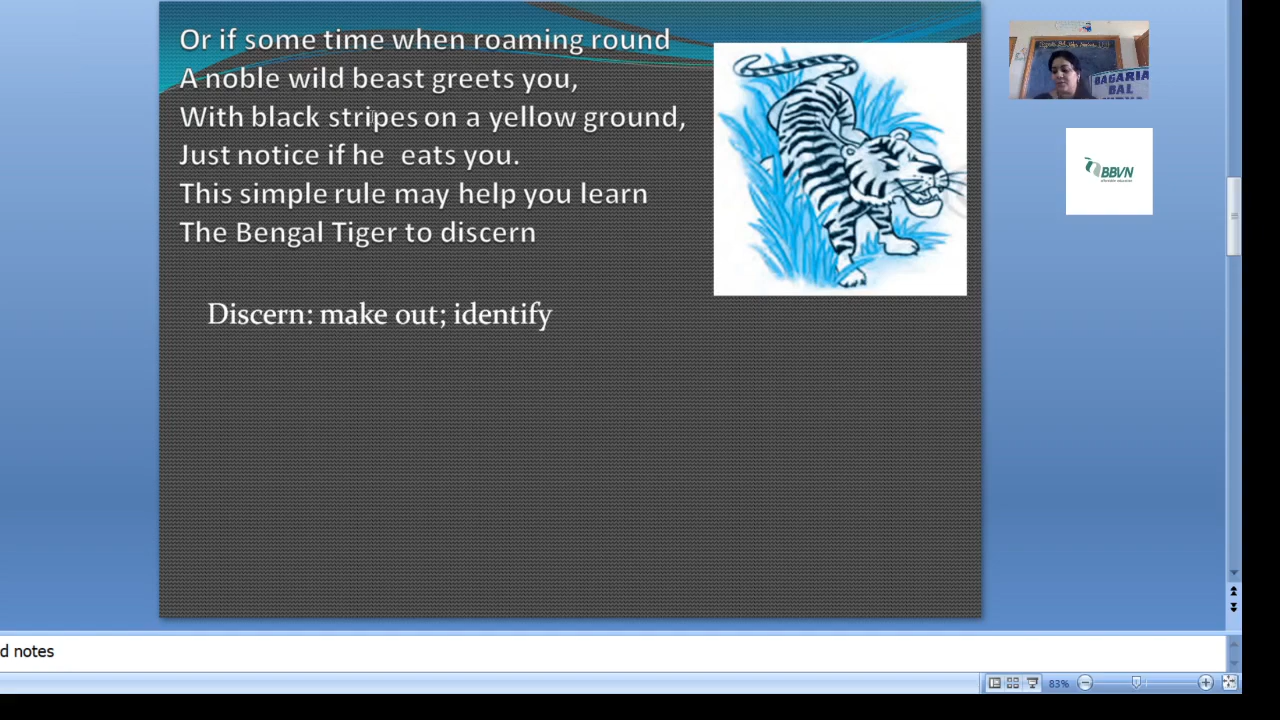 Or if some time when roaming round
A noble wild beast greets you,
With black stripes on a yellow ground,
Just notice if he  eats you.
This simple rule may help you learn
The Bengal Tiger to discern
Discern: make out; identify
BAGARIA
BAL
BBVN
d notes
83%